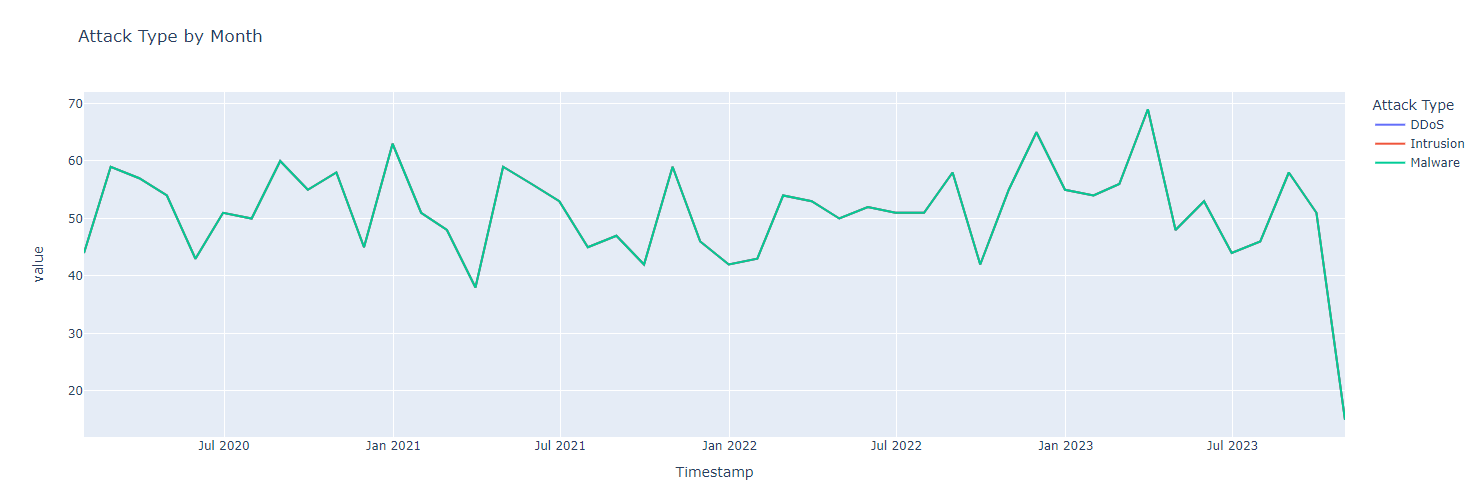 Attack Type by Month
70
60
50
40
30
20
value
Jul 2020
Jan 2021
Jul 2021
Jan 2022
Jul 2022
Jan 2023
Jul 2023
Timestamp
Attack Type
DDoS
Intrusion
Malware